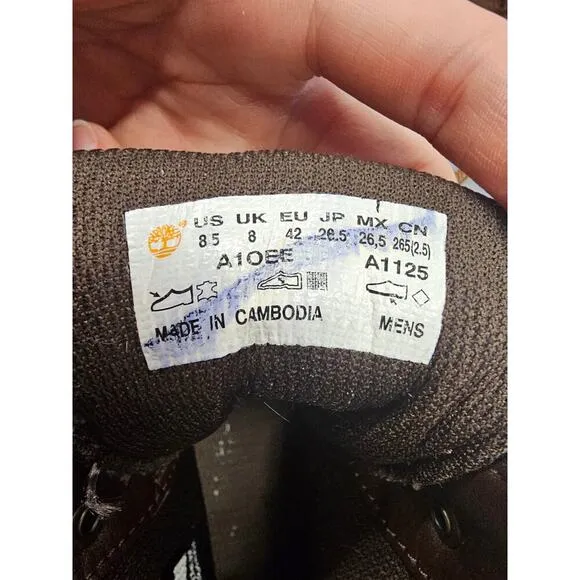 ® US UK EU JP MX CN
8.5 8 42 26.5 26,5 265(2.5)
A10EE A1125
MADE IN CAMBODIA MENS